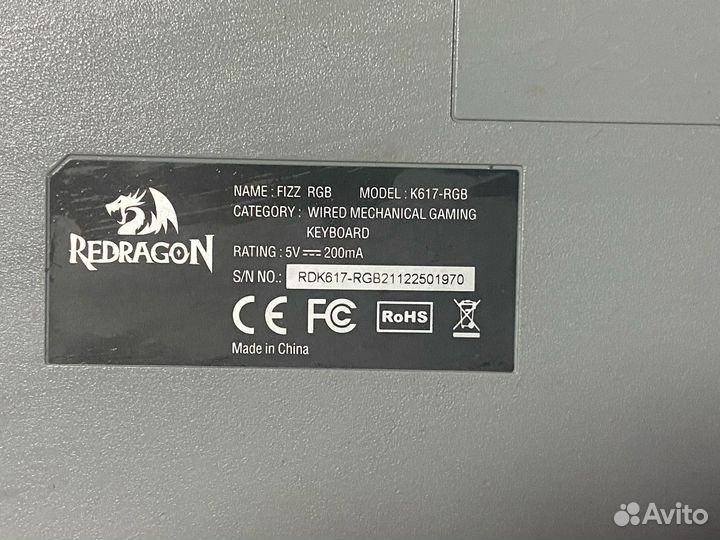 REDRAGON
NAME : FIZZ RGB MODEL : K617-RGB
CATEGORY : WIRED MECHANICAL GAMING
KEYBOARD
RATING : 5V 200mA
S/N NO.: RDK617-RGB21122501970
CE FC RoHS
Made in China
Avito